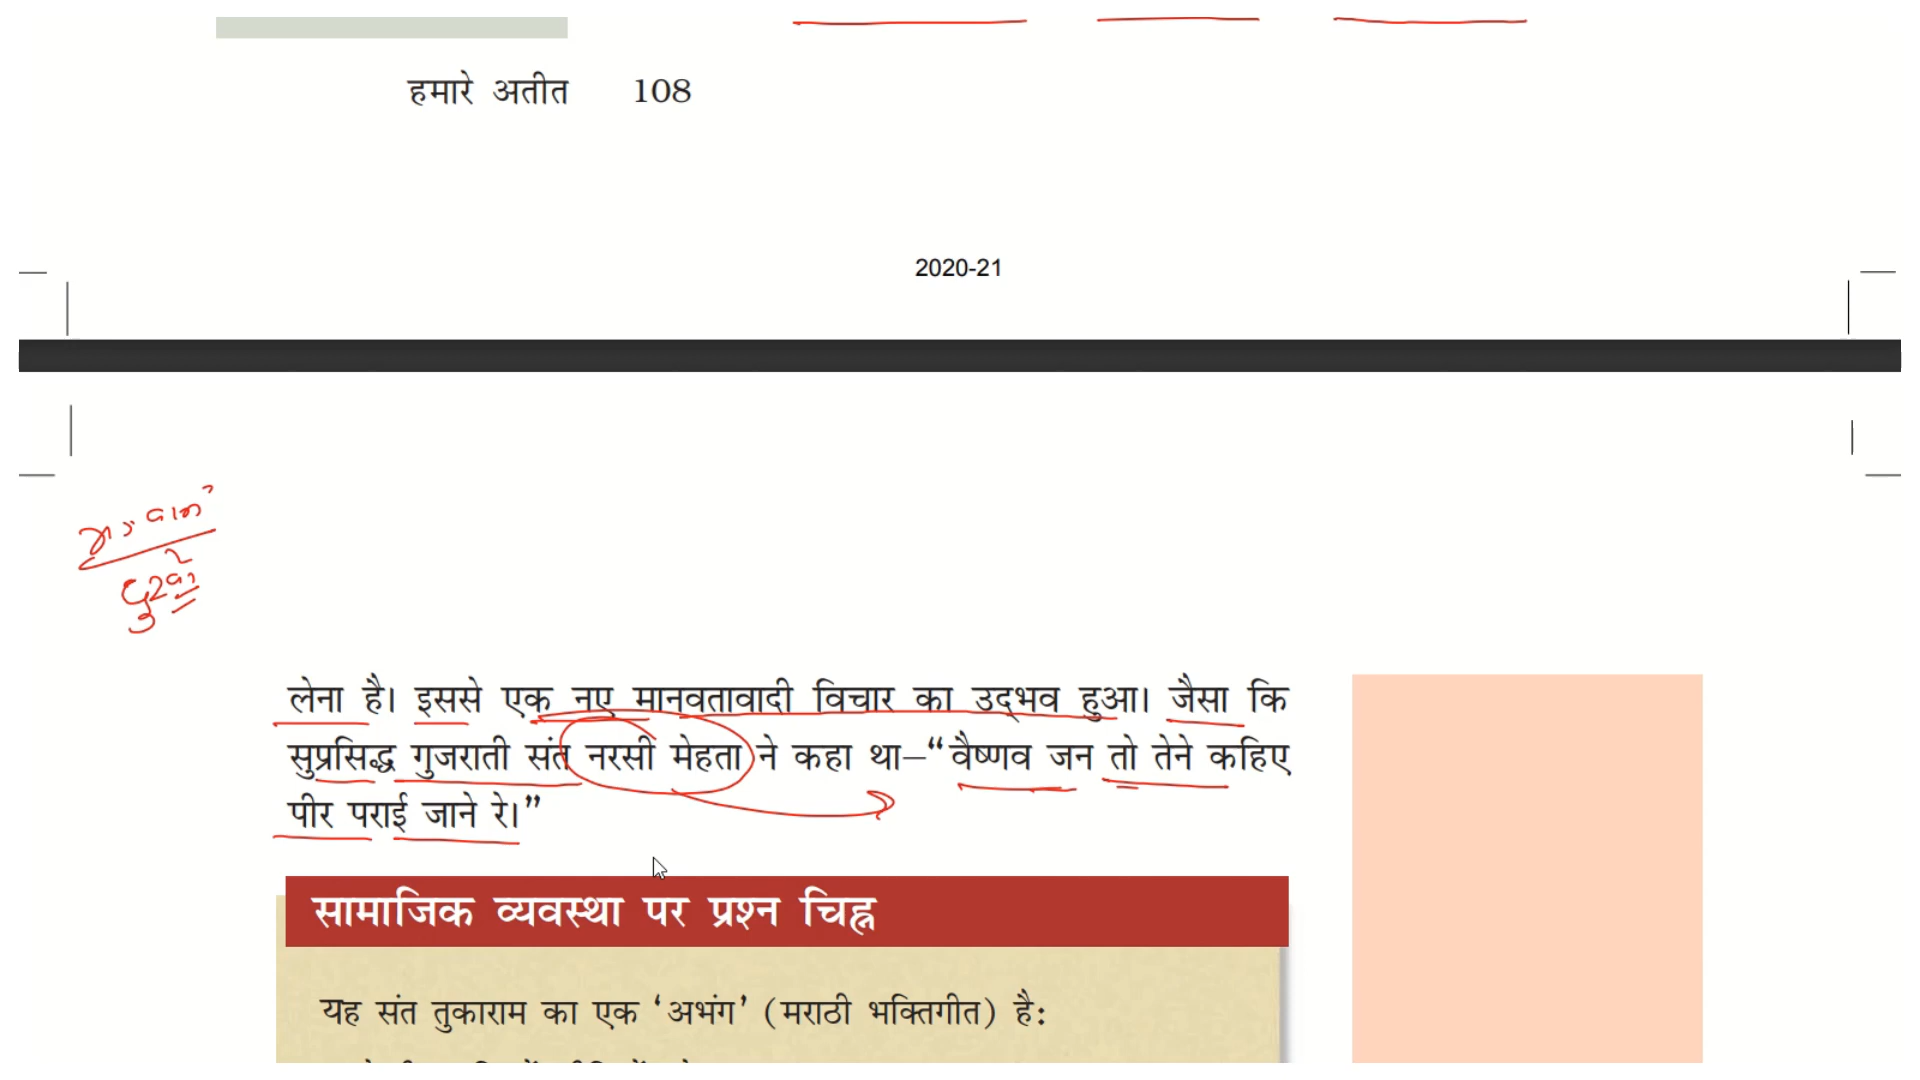 हमारे अतीत 108
2020-21
लेना है। इससे एक नए मानवतावादी विचार का उद्भव हुआ। जैसा कि
सुप्रसिद्ध गुजराती संत नरसी मेहता ने कहा था–“वैष्णव जन तो तेने कहिए
पीर पराई जाने रे।”
सामाजिक व्यवस्था पर प्रश्न चिह्न
यह संत तुकाराम का एक ‘अभंग’ (मराठी भक्तिगीत) है: